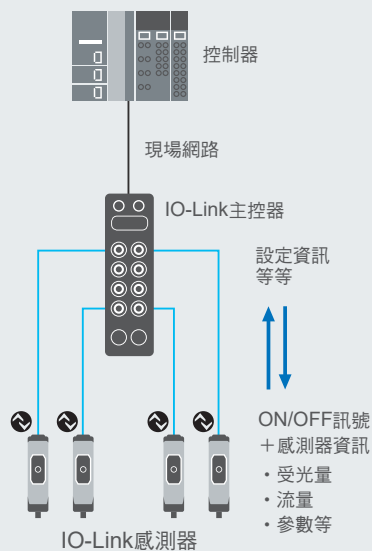 控制器
現場網路
IO-Link主控器
設定資訊
等等
ON/OFF訊號
＋感測器資訊
・受光量
・流量
・參數等
IO-Link感測器